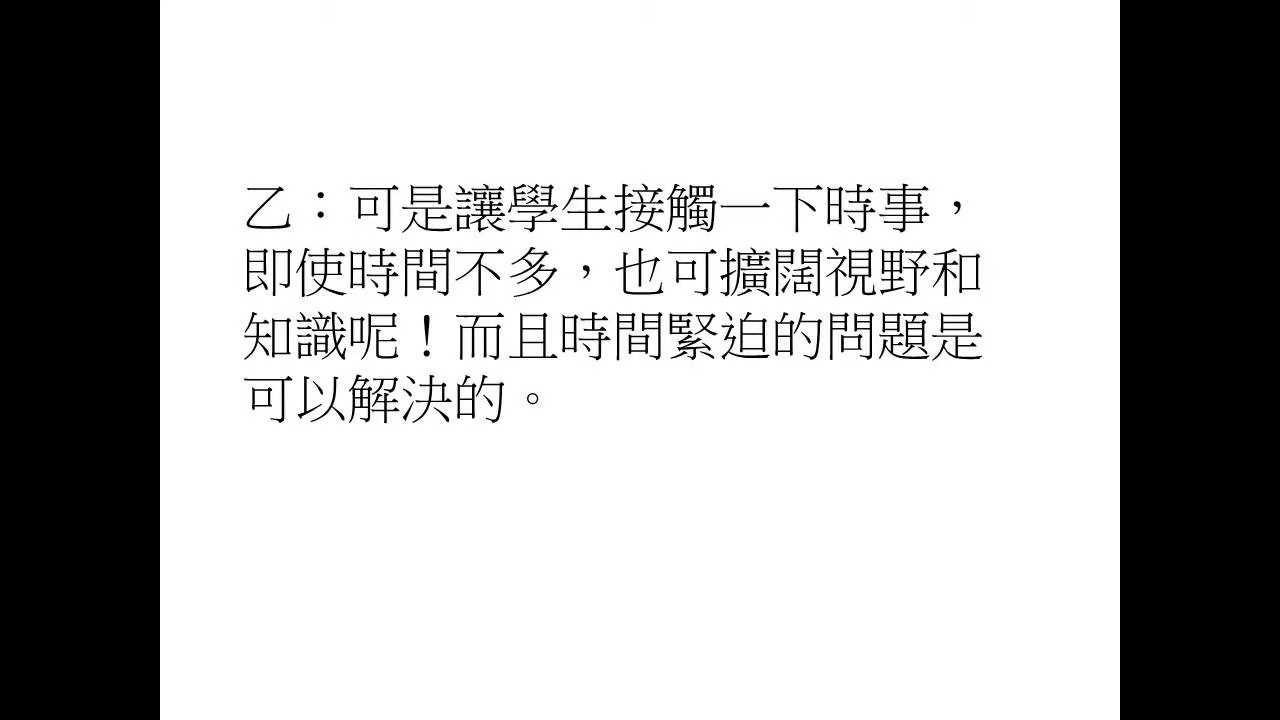 乙：可是讓學生接觸一下時事，
即使時間不多，也可擴闊視野和
知識呢！而且時間緊迫的問題是
可以解決的。